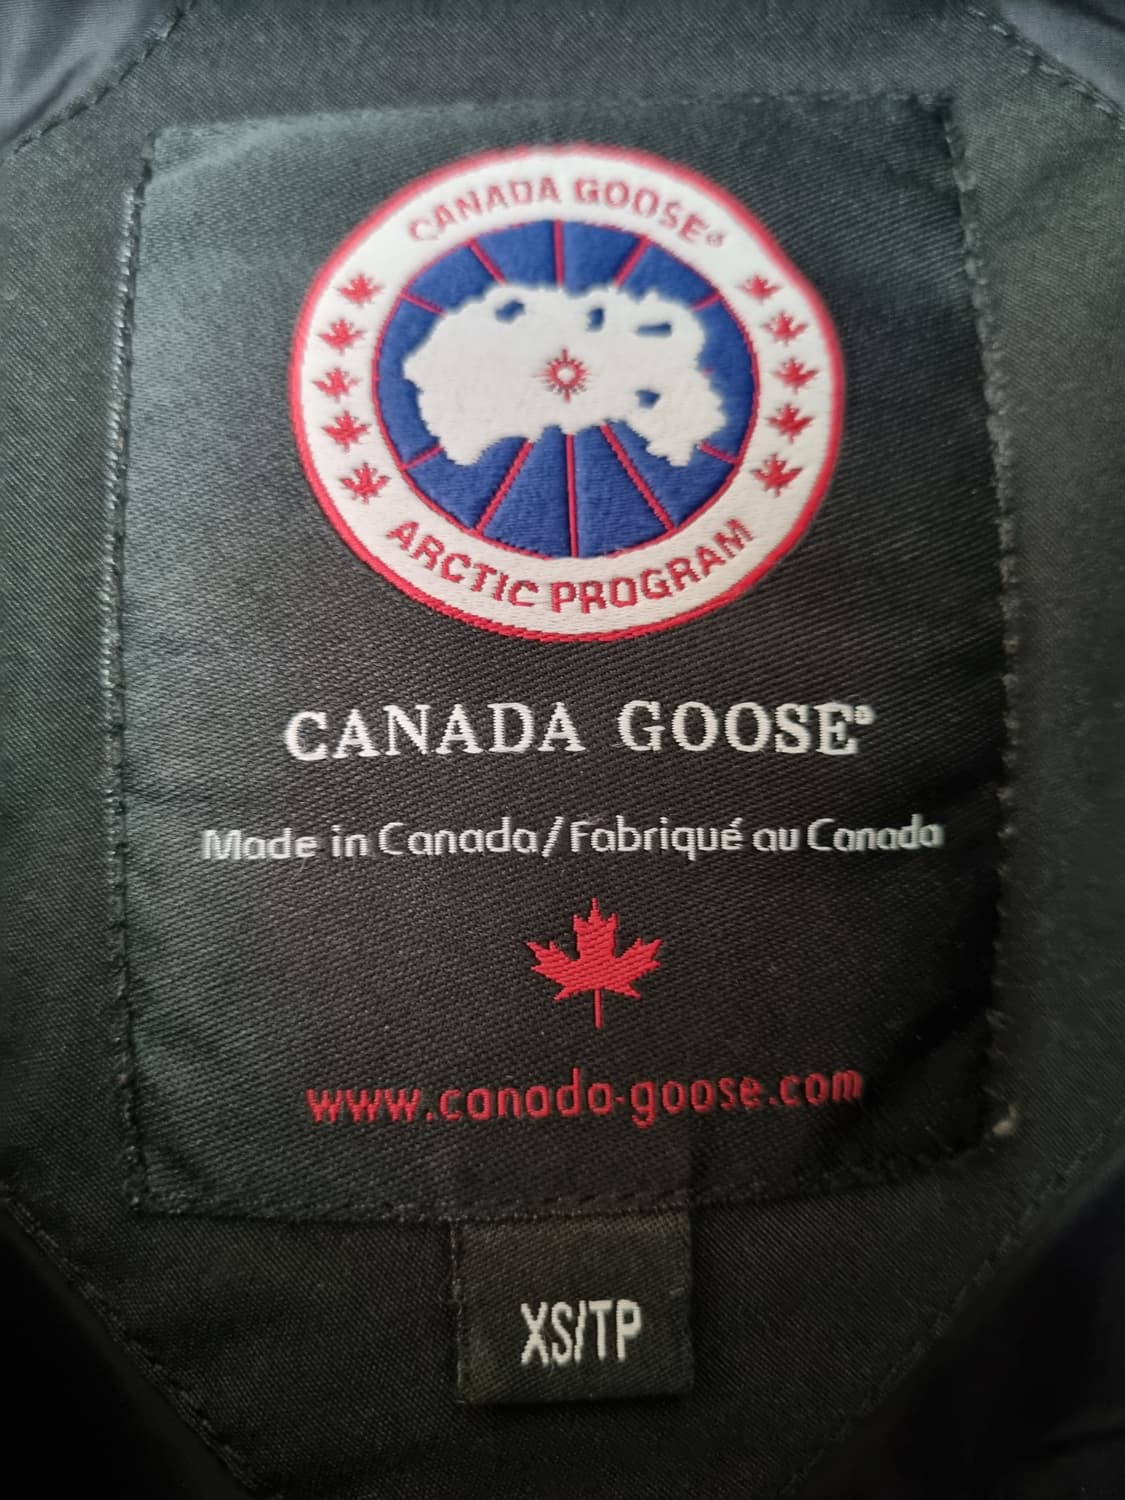 CANADA GOOSE®
ARCTIC PROGRAM
CANADA GOOSE®
Made in Canada/Fabriqué au Canada
www.canada-goose.com
XS/TP